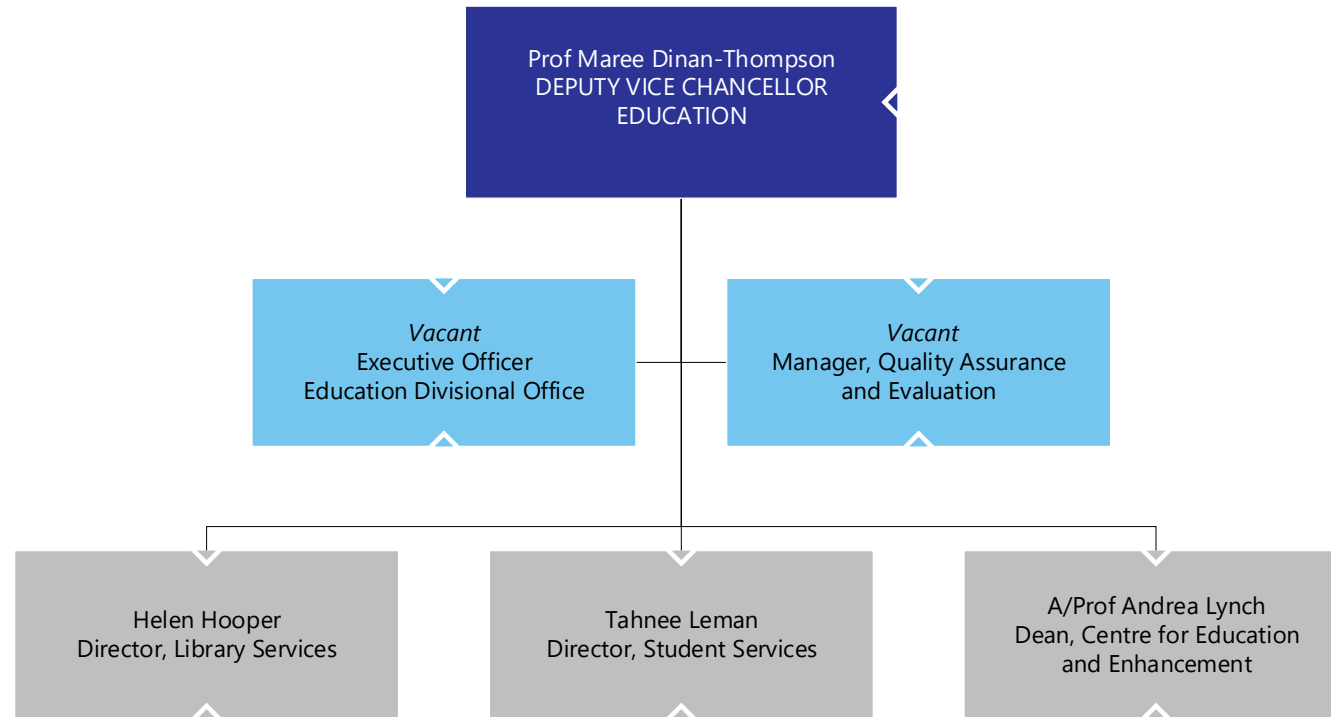 Prof Maree Dinan-Thompson
DEPUTY VICE CHANCELLOR
EDUCATION
Vacant
Executive Officer
Education Divisional Office
Vacant
Manager, Quality Assurance
and Evaluation
Helen Hooper
Director, Library Services
Tahnee Leman
Director, Student Services
A/Prof Andrea Lynch
Dean, Centre for Education
and Enhancement